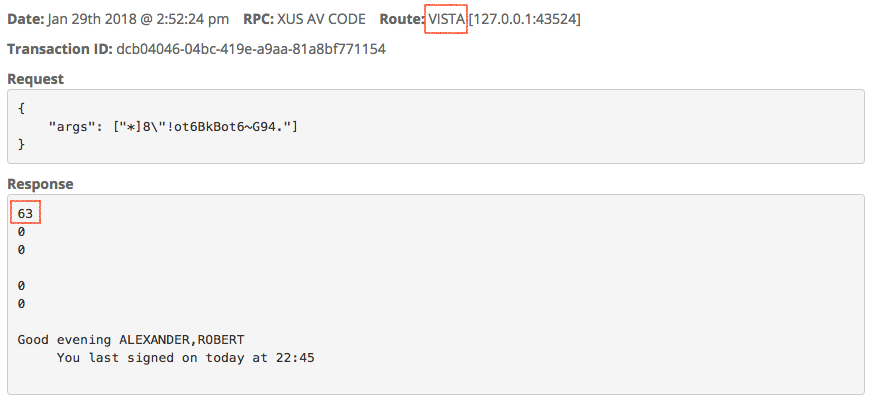 Date: Jan 29th 2018 @ 2:52:24 pm RPC: XUS AV CODE Route: VISTA [127.0.0.1:43524]
Transaction ID: dcb04046-04bc-419e-a9aa-81a8bf771154
Request
{
"args": ["*]8\"!ot6BkBot6~G94."]
}
Response
63
0
0
0
0
Good evening ALEXANDER,ROBERT
You last signed on today at 22:45